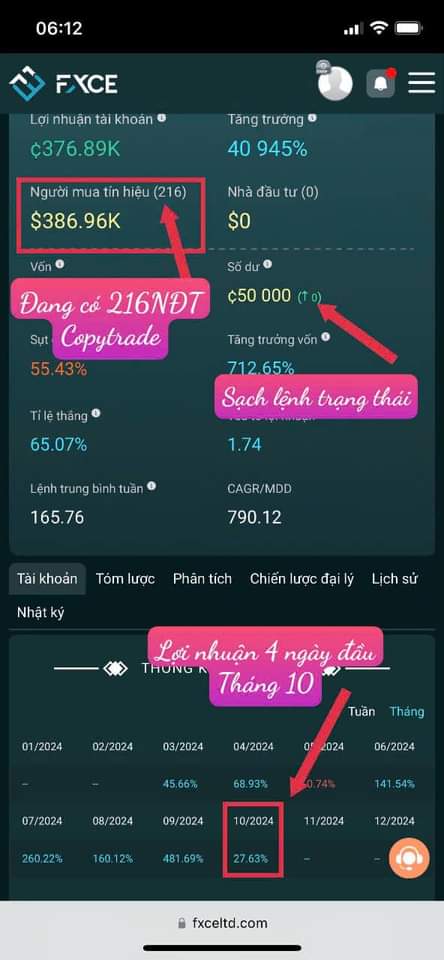 06:12
FXCE
Lợi nhuận tài khoản
Tăng trưởng
¢376.89K
40 945%
Người mua tín hiệu (216)
Nhà đầu tư (0)
$386.96K
$0
Vốn
Số dư
¢50 000 (↑ 0)
Đang có 216NĐT
Copytrade
Sụt
Tăng trưởng vốn
55.43%
712.65%
Sạch lệnh trạng thái
Tỉ lệ thắng
65.07%
1.74
Lệnh trung bình tuần
CAGR/MDD
165.76
790.12
Tài khoản
Tóm lược
Phân tích
Chiến lược đại lý
Lịch sử
Nhật ký
Lợi nhuận 4 ngày đầu
Tháng 10
THỐNG K
Tuần
Tháng
01/2024
02/2024
03/2024
04/2024
06/2024
--
--
45.66%
68.93%
0.74%
141.54%
07/2024
08/2024
09/2024
10/2024
11/2024
12/2024
260.22%
160.12%
481.69%
27.63%
--
--
fxceltd.com